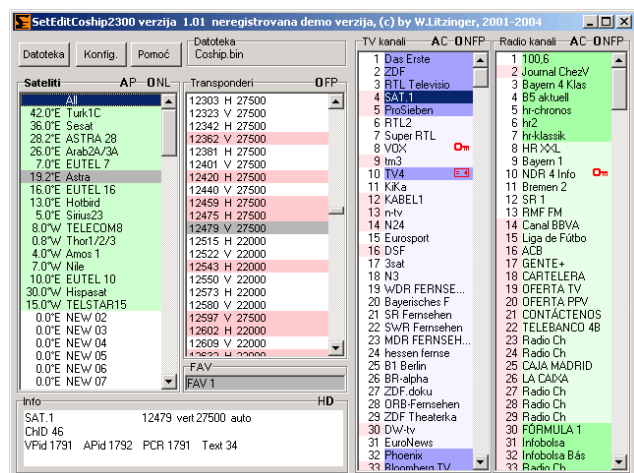 SetEditCoship2300 verzija 1.01 neregistrovana demo verzija, (c) by W.Litzinger, 2001-2004
Datoteka
Konfig.
Pomoć
Datoteka
Coship.bin
Sateliti AP ONL
All
42.0°E Turk1C
36.0°E Sesat
28.2°E ASTRA 28
26.0°E Arab2A/3A
7.0°E EUTEL 7
19.2°E Astra
16.0°E EUTEL 16
13.0°E Hotbird
5.0°E Sirius23
8.0°W TELECOM8
0.8°W Thor1/2/3
4.0°W Amos 1
7.0°W Nile
10.0°E EUTEL 10
30.0°W Hispasat
15.0°W TELSTAR15
0.0°E NEW 02
0.0°E NEW 03
0.0°E NEW 04
0.0°E NEW 05
0.0°E NEW 06
0.0°E NEW 07
Transponderi OFP
12303 H 27500
12323 V 27500
12342 H 27500
12362 V 27500
12381 H 27500
12401 V 27500
12420 H 27500
12440 V 27500
12459 H 27500
12475 H 27500
12479 V 27500
12515 H 22000
12522 V 22000
12543 H 22000
12550 V 22000
12573 H 22000
12580 V 22000
12597 V 27500
12602 H 22000
12609 V 22000
12632 H 22000
FAV
FAV 1
TV kanali AC ONFP
1 Das Erste
2 ZDF
3 RTL Televisio
4 SAT.1
5 ProSieben
6 RTL2
7 Super RTL
8 VOX
9 tm3
10 TV4
11 KiKa
12 KABEL1
13 n-tv
14 N24
15 Eurosport
16 DSF
17 3sat
18 N3
19 WDR FERNSE...
20 Bayerisches F
21 SR Fernsehen
22 SWR Fernsehen
23 MDR FERNSEH...
24 hessen fernse
25 B1 Berlin
26 BR-alpha
27 ZDF.doku
28 ORB-Fernsehen
29 ZDF Theaterka
30 DW-tv
31 EuroNews
32 Phoenix
33 Bloomberg TV
Radio kanali AC ONFP
1 100,6
2 Journal ChezV
3 Bayern 4 Klas
4 B5 aktuell
5 hr-chronos
6 hr2
7 hr-klassik
8 HR XXL
9 Bayern 1
10 NDR 4 Info
11 Bremen 2
12 SR 1
13 RMF FM
14 Canal BBVA
15 Liga de Fútbo
16 ACB
17 GENTE+
18 CARTELERA
19 OFERTA TV
20 OFERTA PPV
21 CONTÁCTENOS
22 TELEBANCO 4B
23 Radio Ch
24 Radio Ch
25 CAJA MADRID
26 LA CAIXA
27 Radio Ch
28 Radio Ch
29 Radio Ch
30 FÓRMULA 1
31 Infobolsa
32 Infobolsa Bás
33 Radio Ch
Info HD
SAT.1 12479 vert 27500 auto
ChID 46
VPid 1791 APid 1792 PCR 1791 Text 34